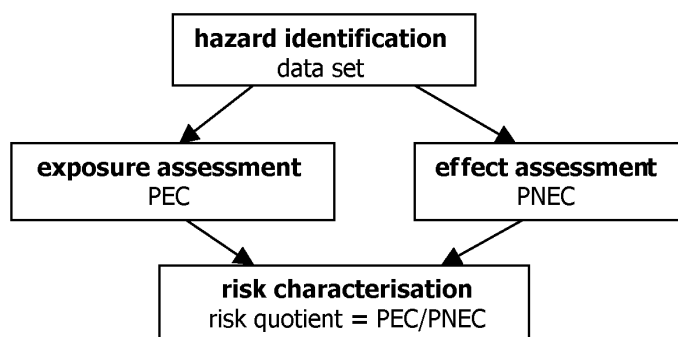 hazard identification
data set
exposure assessment
PEC
effect assessment
PNEC
risk characterisation
risk quotient = PEC/PNEC